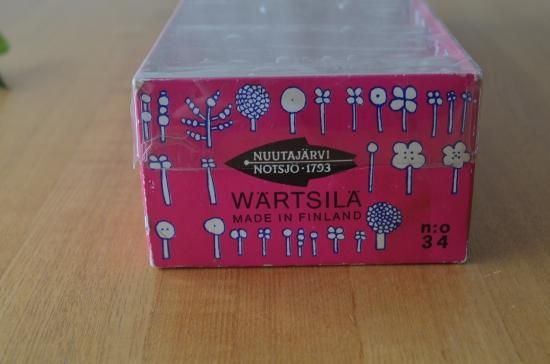 NUUTAJÄRVI
NOTSJÖ · 1793
WÄRTSILÄ
MADE IN FINLAND
n:o
34